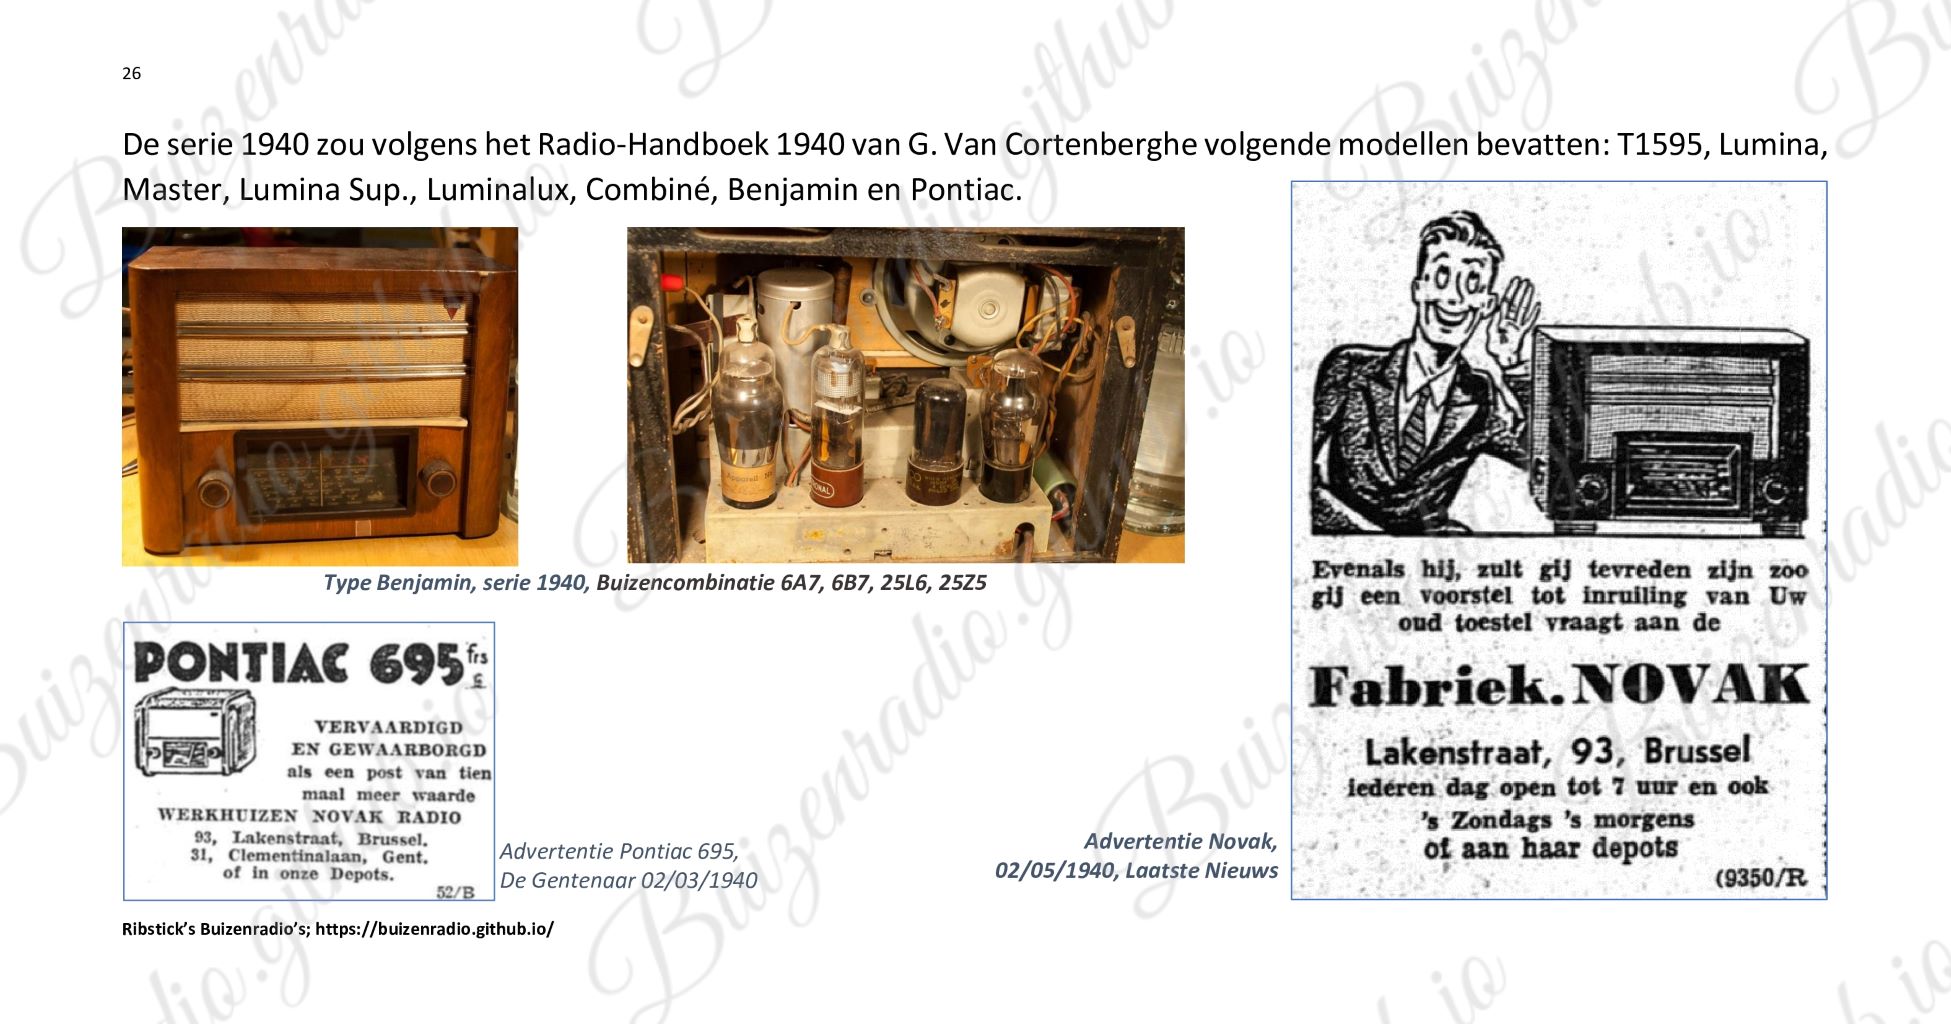 26
De serie 1940 zou volgens het Radio-Handboek 1940 van G. Van Cortenberghe volgende modellen bevatten: T1595, Lumina,
Master, Lumina Sup., Luminalux, Combiné, Benjamin en Pontiac.
Type Benjamin, serie 1940, Buizencombinatie 6A7, 6B7, 25L6, 25Z5
PONTIAC 695 frs
VERVAARDIGD
EN GEWAARBORGD
als een post van tien
maal meer waarde
WERKHUIZEN NOVAK RADIO
93, Lakenstraat, Brussel.
31, Clementinalaan, Gent.
of in onze Depots.
52/B
Advertentie Pontiac 695,
De Gentenaar 02/03/1940
Advertentie Novak,
02/05/1940, Laatste Nieuws
Evenals hij, zult gij tevreden zijn zoo
gij een voorstel tot inruiling van Uw
oud toestel vraagt aan de
Fabriek. NOVAK
Lakenstraat, 93, Brussel
iederen dag open tot 7 uur en ook
's Zondags 's morgens
of aan haar depots
(9350/R
Ribstick’s Buizenradio’s; https://buizenradio.github.io/
Buizenradio.github.io